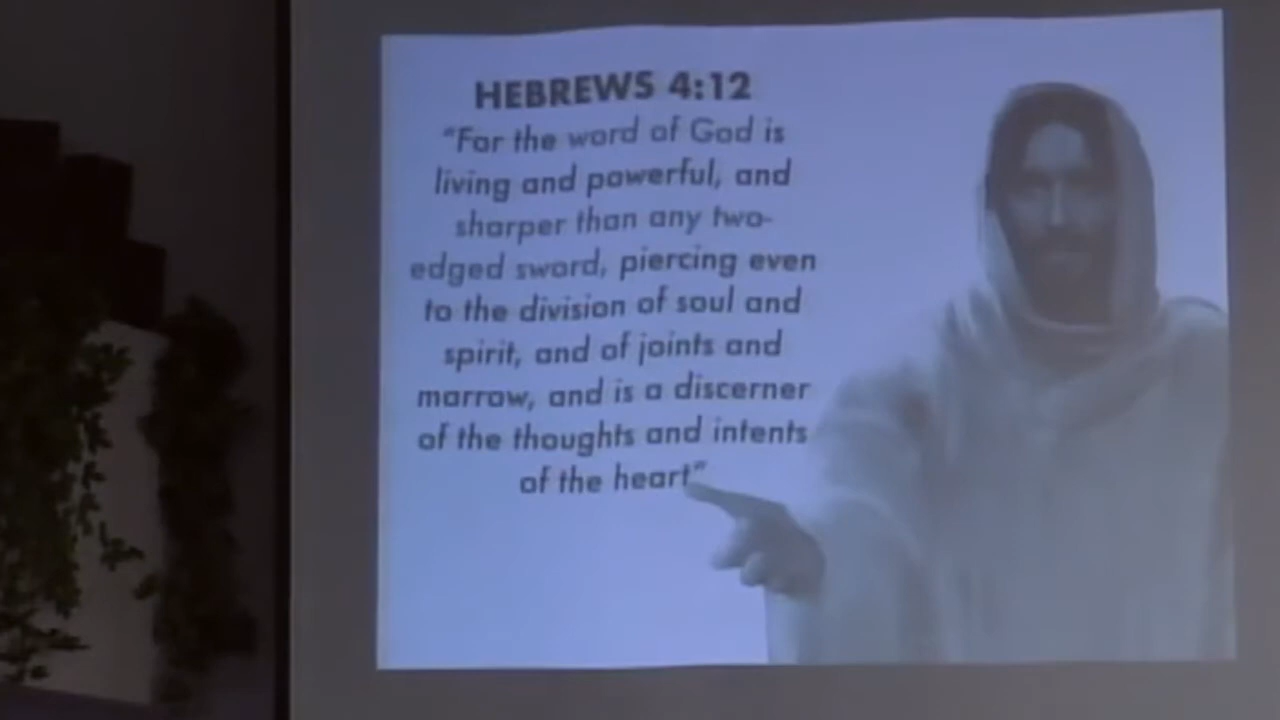 HEBREWS 4:12
"For the word of God is
living and powerful, and
sharper than any two-
edged sword, piercing even
to the division of soul and
spirit, and of joints and
marrow, and is a discerner
of the thoughts and intents
of the heart"